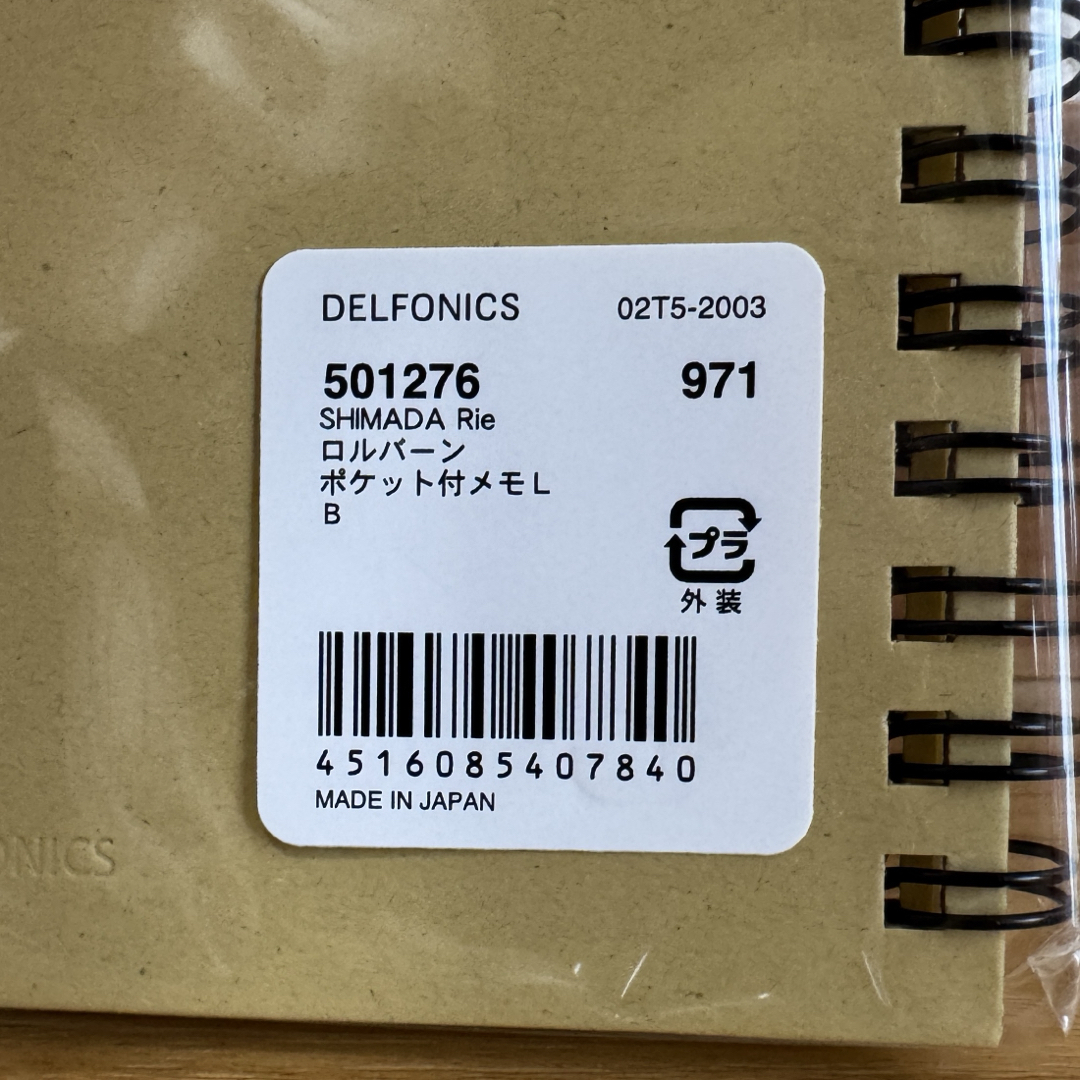 DELFONICS 02T5-2003
501276 971
SHIMADA Rie
ロルバーン
ポケット付メモL
B
プラ
外装
4516085407840
MADE IN JAPAN
ONICS